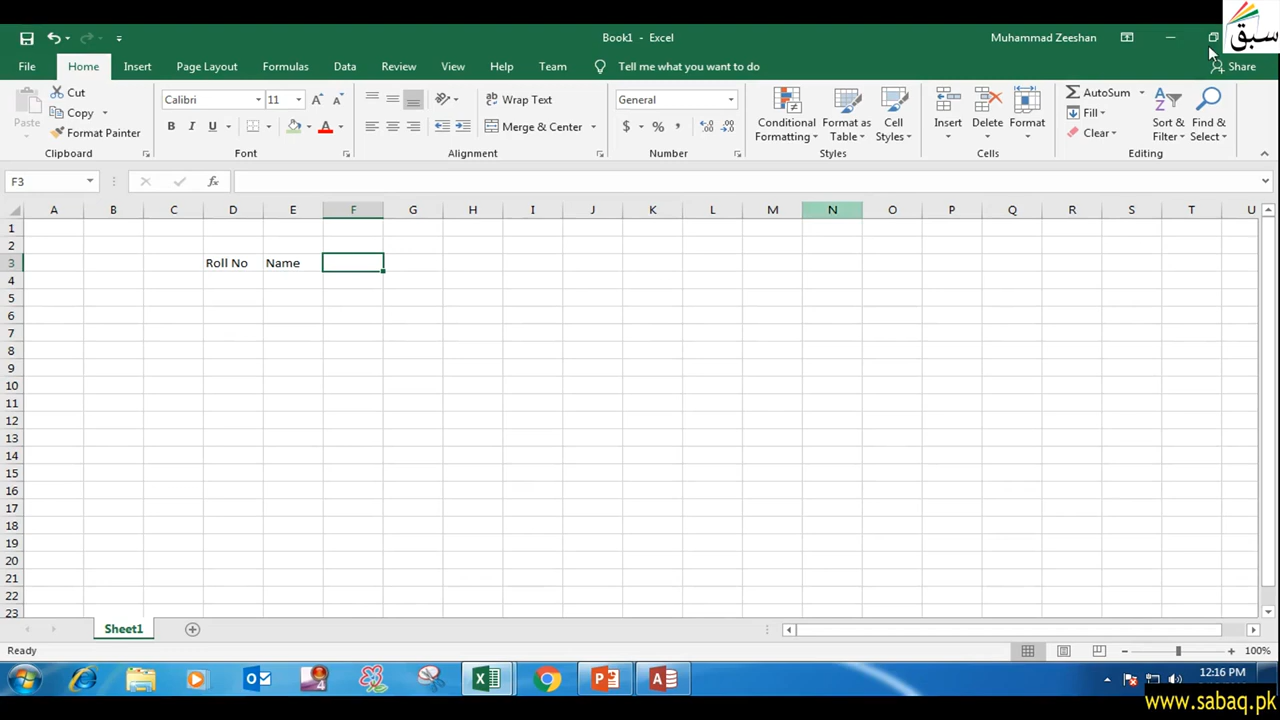 سبق
Book1 - Excel
Muhammad Zeeshan
File Home Insert Page Layout Formulas Data Review View Help Team Tell me what you want to do Share
Cut
Copy
Format Painter
Paste
Clipboard
Calibri 11
B I U A
Font
Wrap Text
Merge & Center
Alignment
General
$ % ,
Number
Conditional Formatting
Format as Table
Cell Styles
Styles
Insert Delete Format
Cells
AutoSum
Fill
Clear
Sort & Filter
Find & Select
Editing
F3 fx
A B C D E F G H I J K L M N O P Q R S T U
1
2
3 Roll No Name
4
5
6
7
8
9
10
11
12
13
14
15
16
17
18
19
20
21
22
23
Sheet1
Ready 100%
12:16 PM
www.sabaq.pk